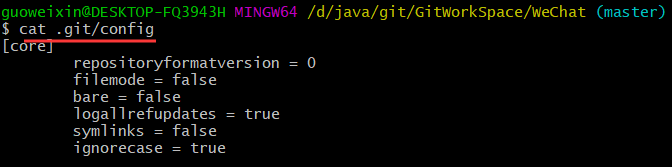 guoweixin@DESKTOP-FQ3943H MINGW64 /d/java/git/GitWorkSpace/WeChat (master)
$ cat .git/config
[core]
        repositoryformatversion = 0
        filemode = false
        bare = false
        logallrefupdates = true
        symlinks = false
        ignorecase = true